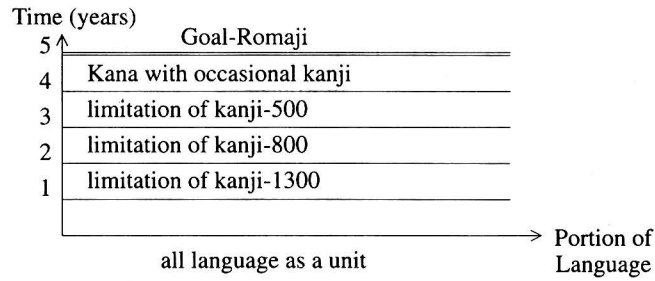 Time (years)
5 Goal-Romaji
4 Kana with occasional kanji
3 limitation of kanji-500
2 limitation of kanji-800
1 limitation of kanji-1300
all language as a unit
Portion of
Language